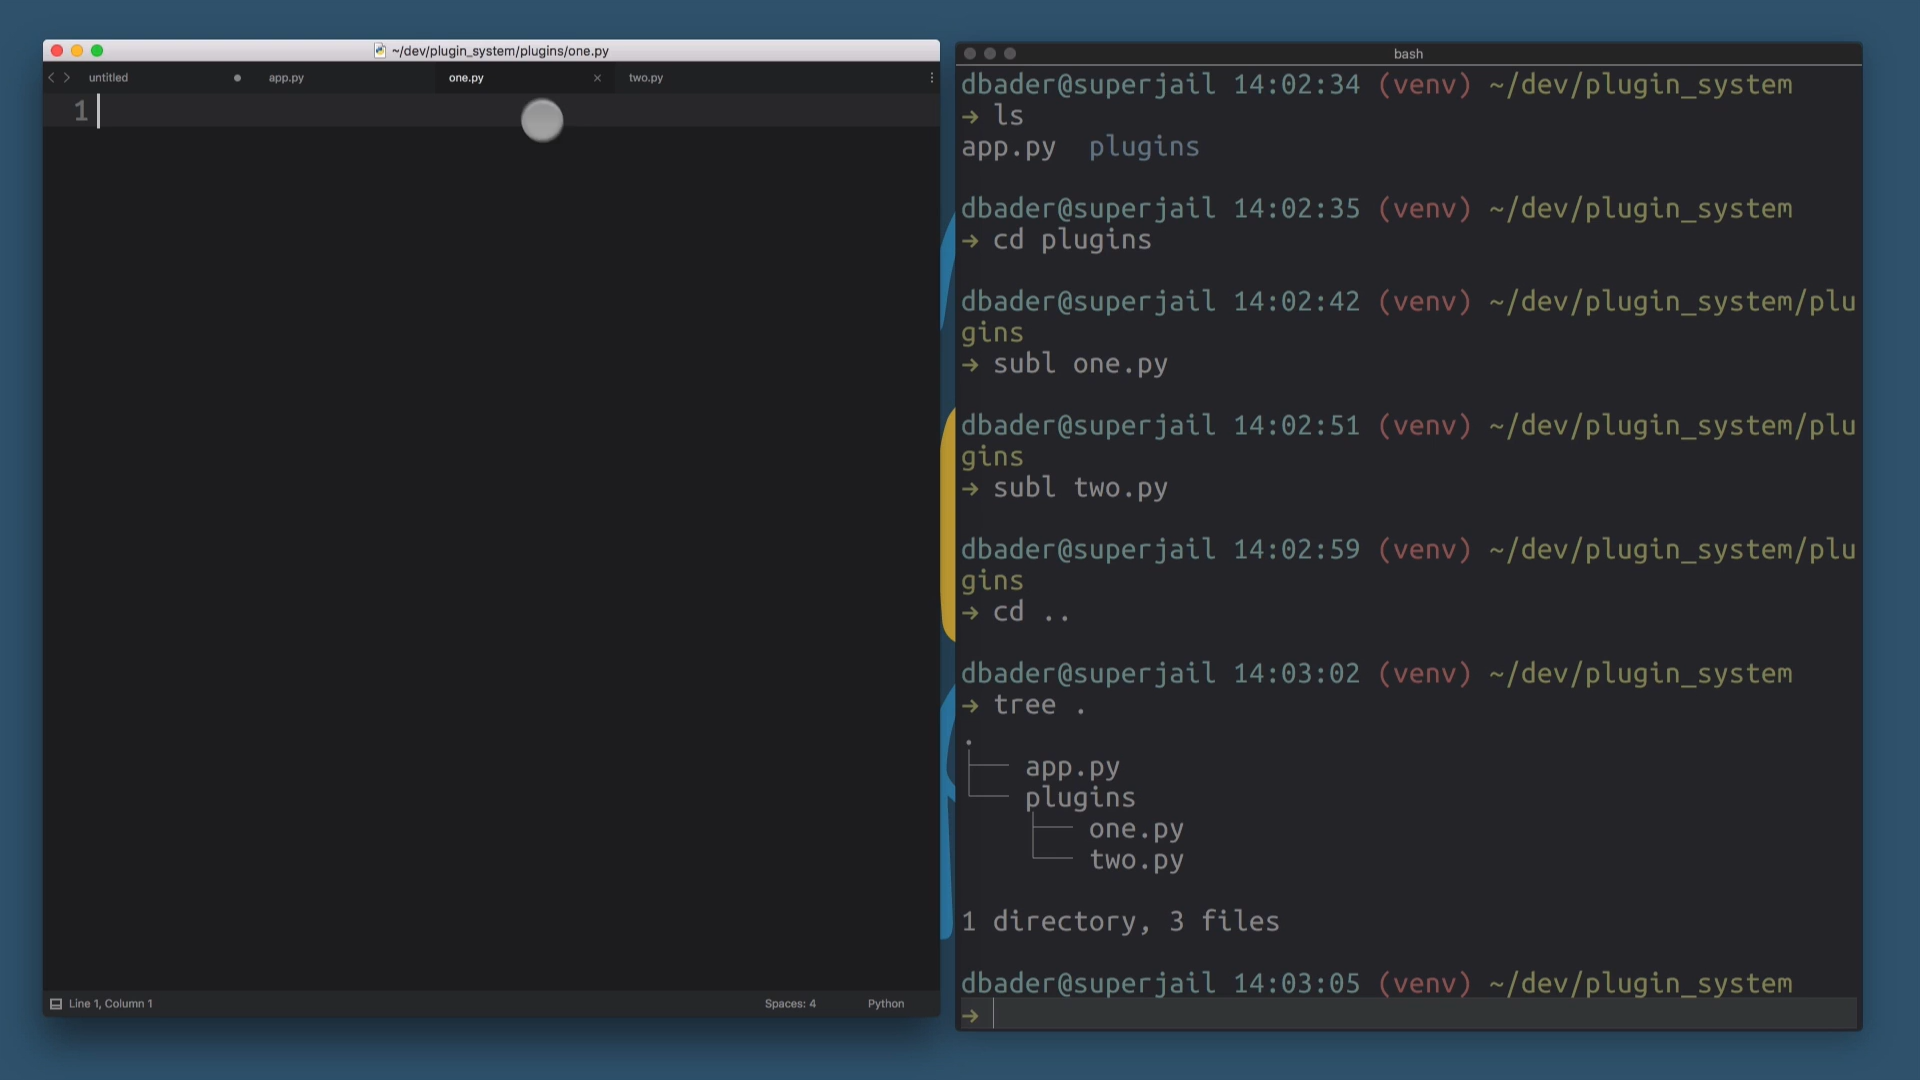 ~/dev/plugin_system/plugins/one.py
untitled
app.py
one.py
two.py
1
Line 1, Column 1
Spaces: 4
Python
bash
dbader@superjail 14:02:34 (venv) ~/dev/plugin_system
→ ls
app.py  plugins
dbader@superjail 14:02:35 (venv) ~/dev/plugin_system
→ cd plugins
dbader@superjail 14:02:42 (venv) ~/dev/plugin_system/plu
gins
→ subl one.py
dbader@superjail 14:02:51 (venv) ~/dev/plugin_system/plu
gins
→ subl two.py
dbader@superjail 14:02:59 (venv) ~/dev/plugin_system/plu
gins
→ cd ..
dbader@superjail 14:03:02 (venv) ~/dev/plugin_system
→ tree .
.
├── app.py
└── plugins
    ├── one.py
    └── two.py
1 directory, 3 files
dbader@superjail 14:03:05 (venv) ~/dev/plugin_system
→